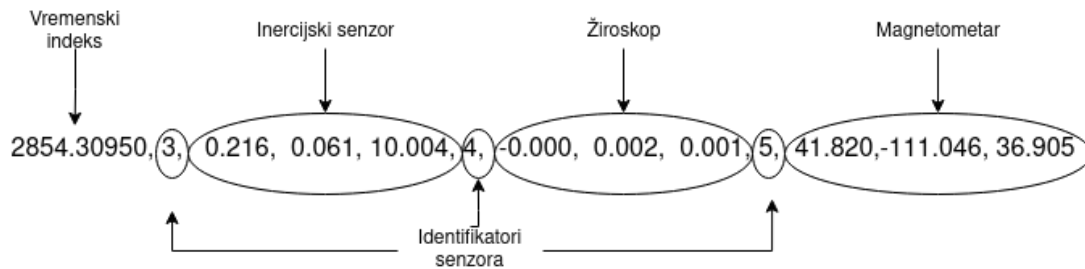 Vremenski
indeks
Inercijski senzor
Žiroskop
Magnetometar
2854.30950, 3, 0.216, 0.061, 10.004, 4, -0.000, 0.002, 0.001, 5, 41.820,-111.046, 36.905
Identifikatori
senzora